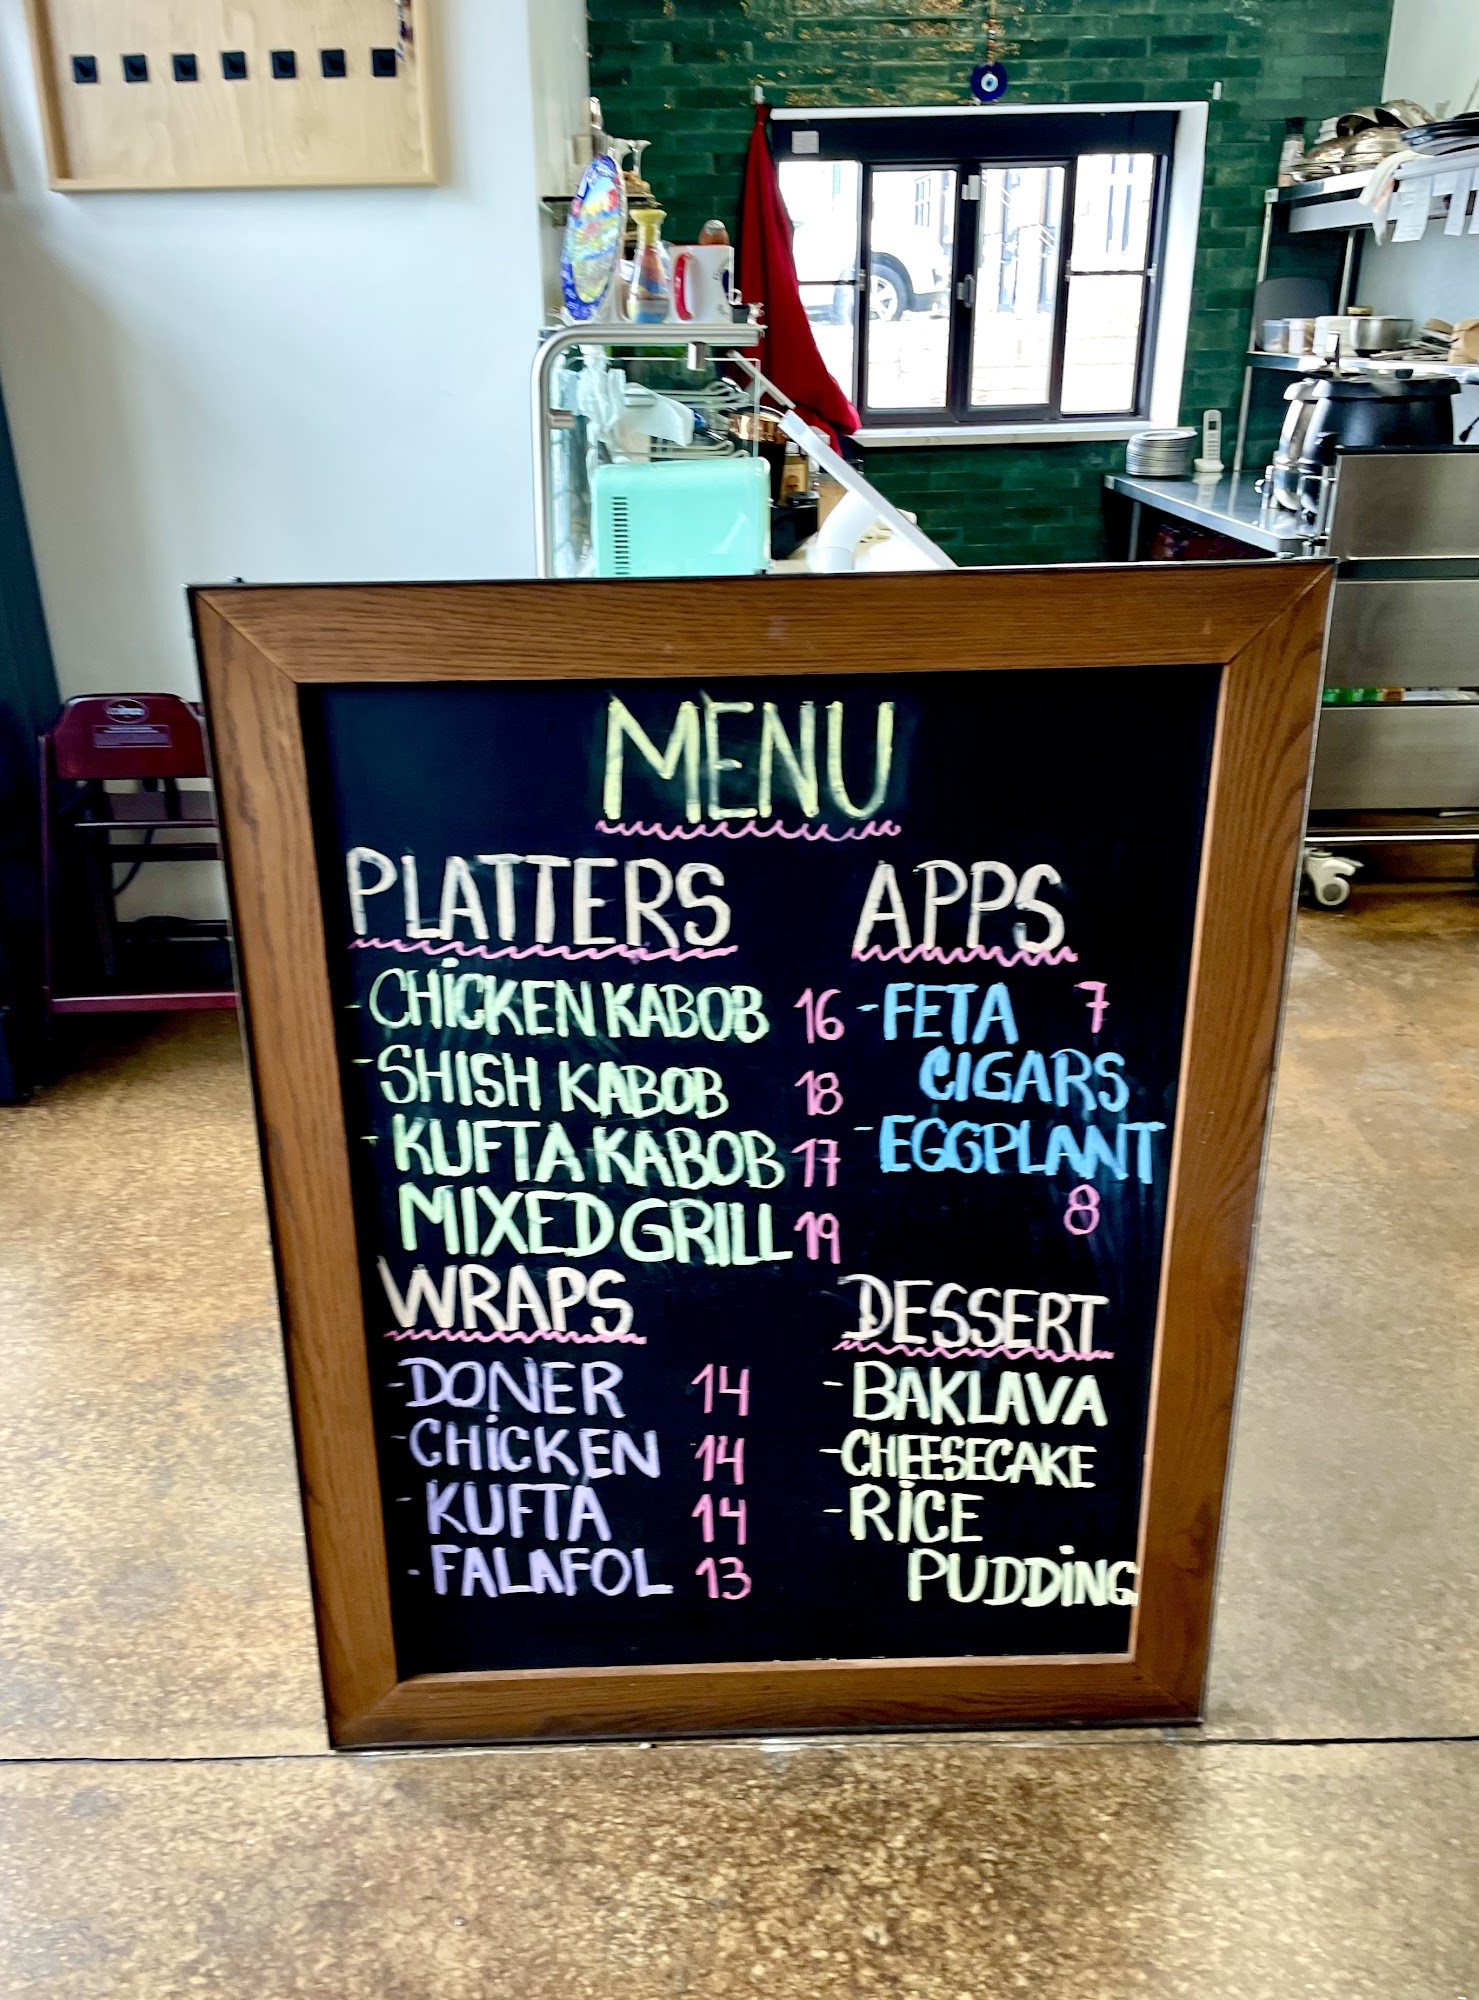 MENU
PLATTERS
-CHICKEN KABOB 16
-SHISH KABOB 18
-KUFTA KABOB 17
MIXED GRILL 19
WRAPS
-DONER 14
-CHICKEN 14
-KUFTA 14
-FALAFOL 13
APPS
-FETA 7
CIGARS
-EGGPLANT
8
DESSERT
-BAKLAVA
-CHEESECAKE
-RICE
PUDDING